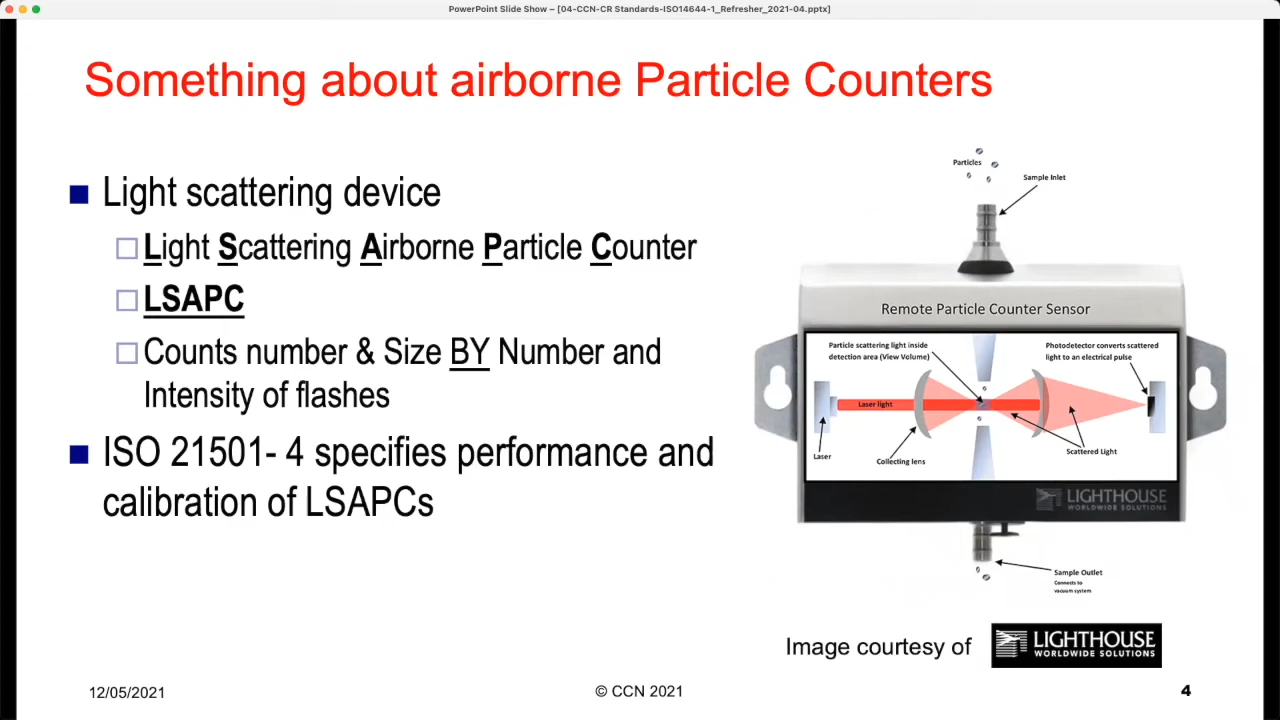 PowerPoint Slide Show – [04-CCN-CR Standards-ISO14644-1_Refresher_2021-04.pptx]
Something about airborne Particle Counters
Light scattering device
Light Scattering Airborne Particle Counter
LSAPC
Counts number & Size BY Number and
Intensity of flashes
ISO 21501- 4 specifies performance and
calibration of LSAPCs
Particles
Sample Inlet
Remote Particle Counter Sensor
Particle scattering light inside
detection area (View Volume)
Photodetector converts scattered
light to an electrical pulse
Laser light
Laser
Collecting lens
Scattered Light
LIGHTHOUSE
WORLDWIDE SOLUTIONS
Sample Outlet
Connects to
vacuum system
Image courtesy of
LIGHTHOUSE
WORLDWIDE SOLUTIONS
12/05/2021
© CCN 2021
4